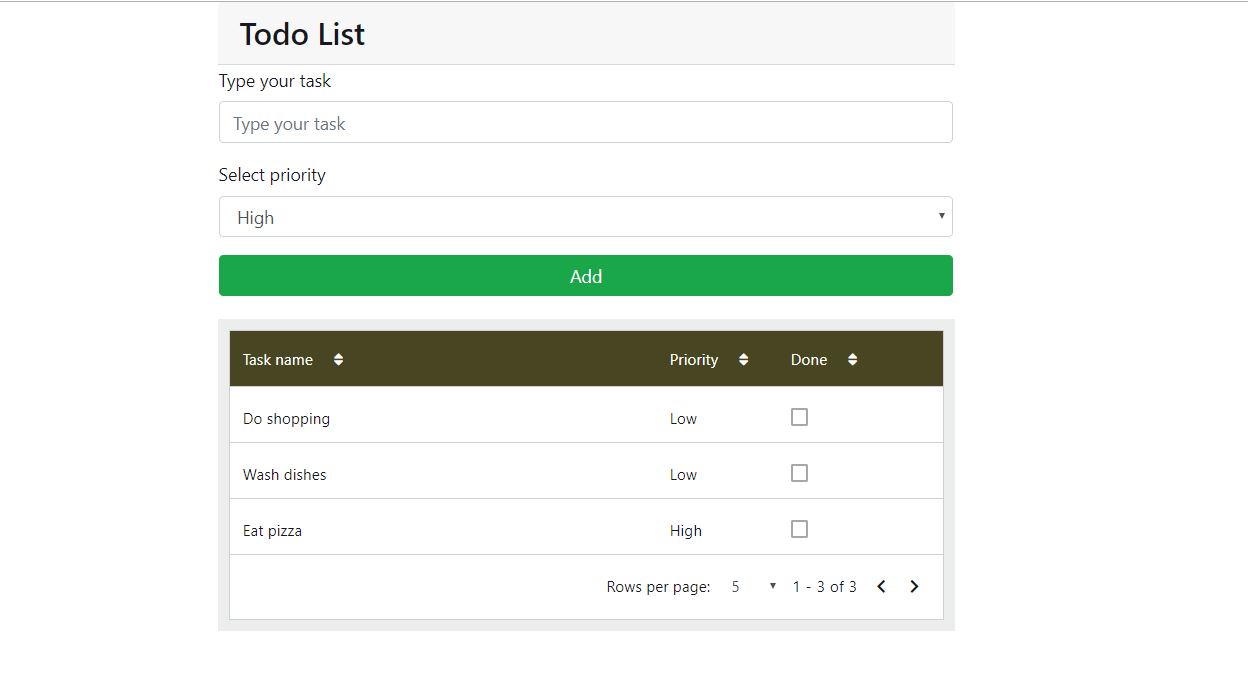 Todo List
Type your task
Type your task
Select priority
High
Add
Task name Priority Done
Do shopping Low
Wash dishes Low
Eat pizza High
Rows per page: 5 1 - 3 of 3